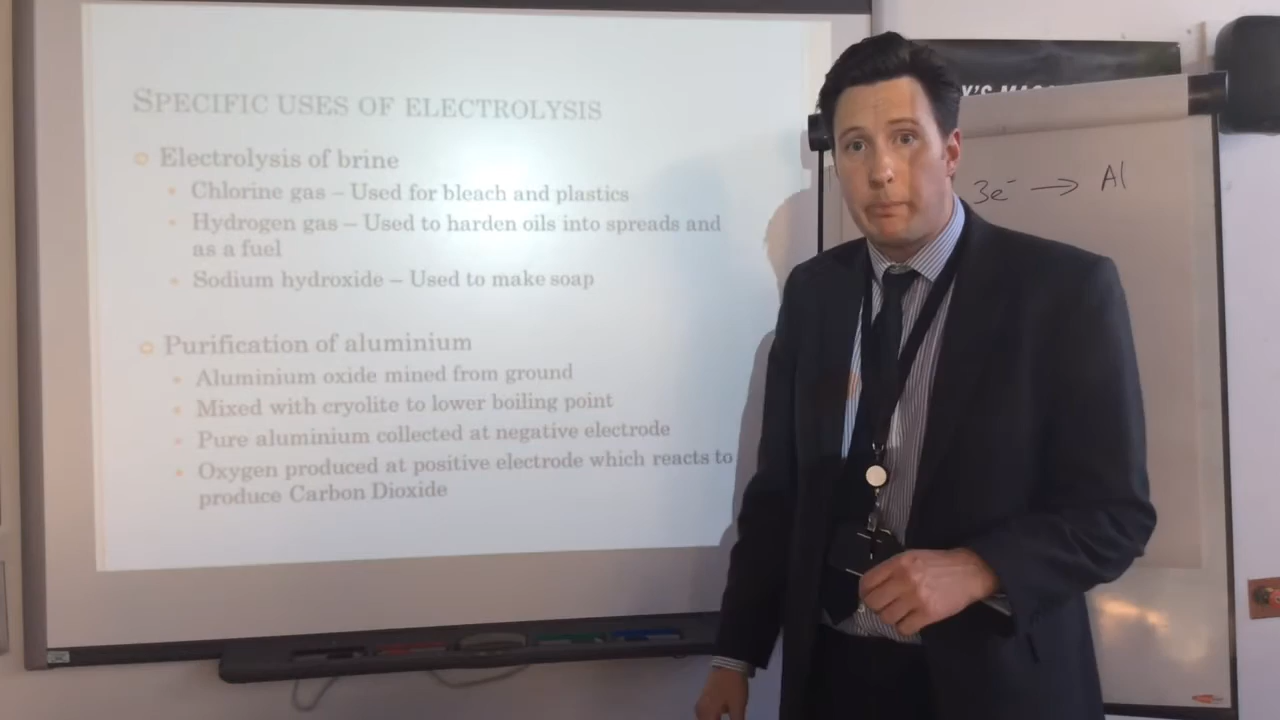 SPECIFIC USES OF ELECTROLYSIS
Electrolysis of brine
Chlorine gas – Used for bleach and plastics
Hydrogen gas – Used to harden oils into spreads and
as a fuel
Sodium hydroxide – Used to make soap
Purification of aluminium
Aluminium oxide mined from ground
Mixed with cryolite to lower boiling point
Pure aluminium collected at negative electrode
Oxygen produced at positive electrode which reacts to
produce Carbon Dioxide
3e⁻ → Al